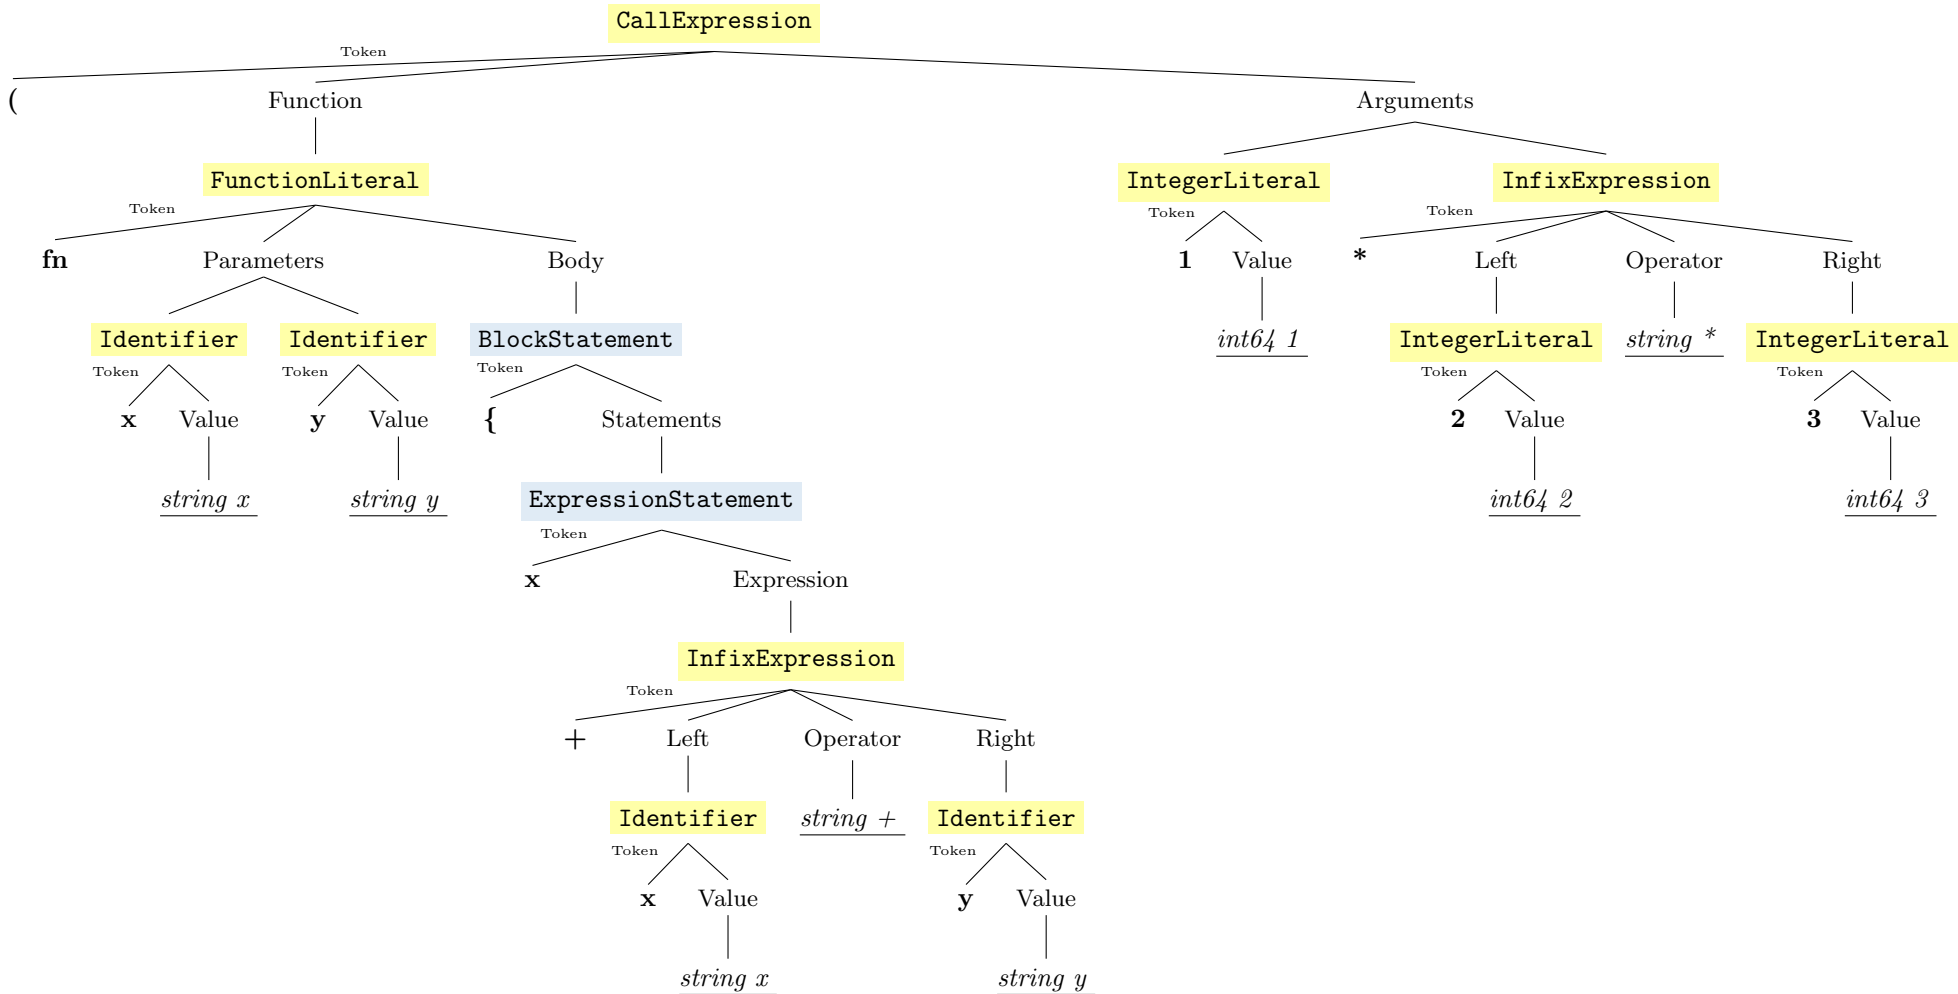 CallExpression
Token
( Function Arguments
FunctionLiteral IntegerLiteral InfixExpression
Token Token Token
fn Parameters Body 1 Value * Left Operator Right
Identifier Identifier BlockStatement int64 1 IntegerLiteral string * IntegerLiteral
Token Token Token Token Token
x Value y Value { Statements 2 Value 3 Value
string x string y ExpressionStatement int64 2 int64 3
Token
x Expression
InfixExpression
Token
+ Left Operator Right
Identifier string + Identifier
Token Token
x Value y Value
string x string y